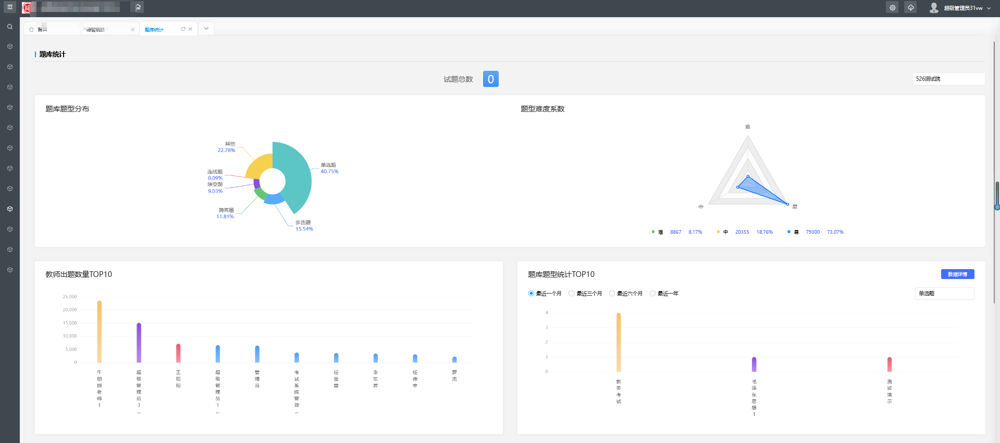 超级管理员31vw
首页
综合统计
题库统计
题库统计
试题总数 0
526测试院
题库题型分布
其他
22.78%
连线题
0.09%
填空题
9.03%
简答题
11.81%
单选题
40.75%
多选题
15.54%
题型难度系数
难
中
易
难 8867 8.17%
中 20355 18.76%
易 79300 73.07%
教师出题数量TOP10
25,000
20,000
15,000
10,000
5,000
0
牛朋丽老师1
超级管理员3...
王昭阳
超级管理员1...
管理员
考试系统管理...
任玺霆
李东昇
任德宇
罗杰
题库题型统计TOP10
数据详情
最近一个月 最近三个月 最近六个月 最近一年
单选题
4
3
2
1
0
教务考试
毛泽东思想1
测试演示